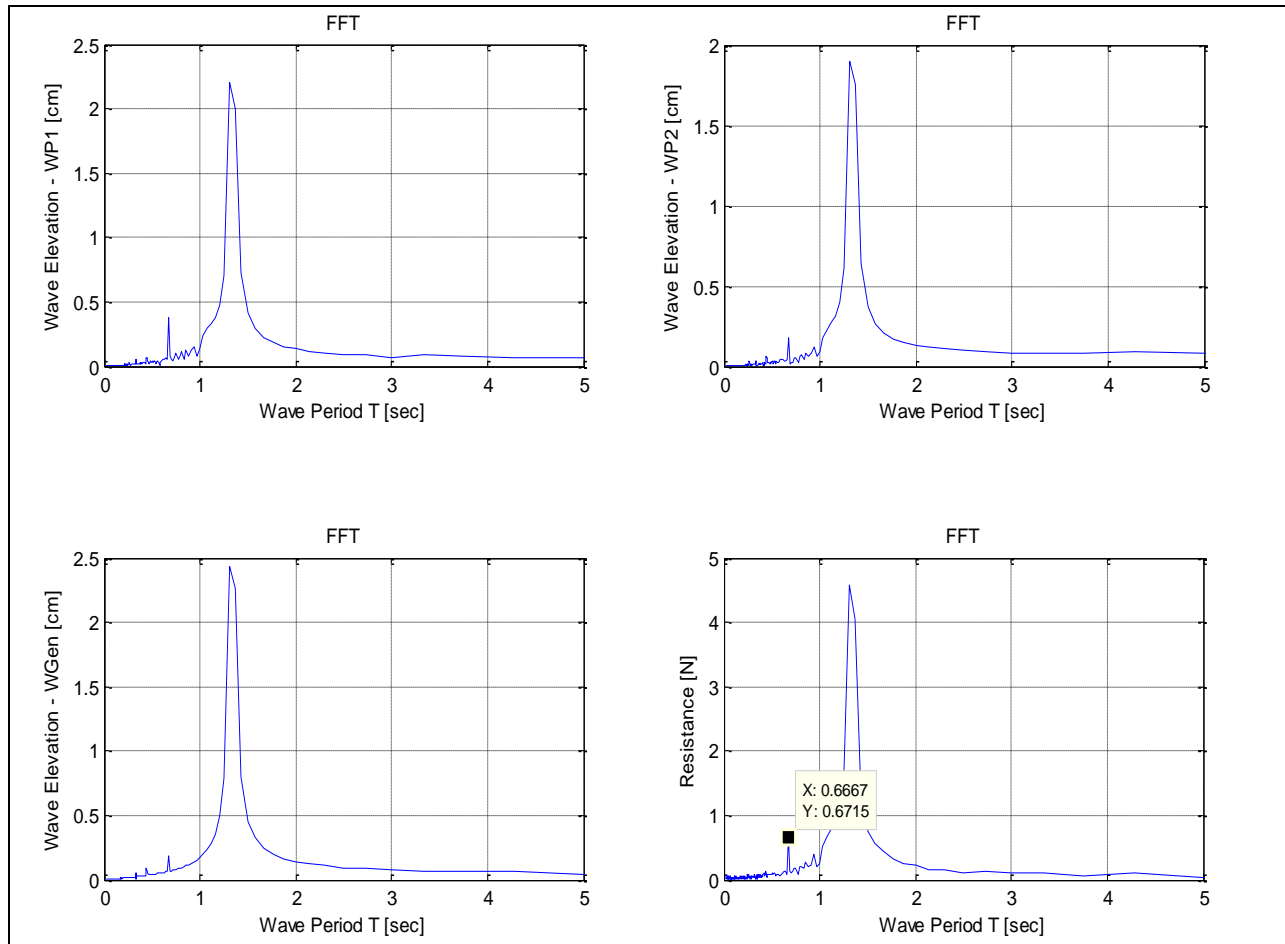 FFT
2.5
2
1.5
1
0.5
0
0 1 2 3 4 5
Wave Elevation - WP1 [cm]
Wave Period T [sec]
FFT
2
1.5
1
0.5
0
0 1 2 3 4 5
Wave Elevation - WP2 [cm]
Wave Period T [sec]
FFT
2.5
2
1.5
1
0.5
0
0 1 2 3 4 5
Wave Elevation - WGen [cm]
Wave Period T [sec]
FFT
5
4
3
2
1
0
0 1 2 3 4 5
Resistance [N]
X: 0.6667
Y: 0.6715
Wave Period T [sec]